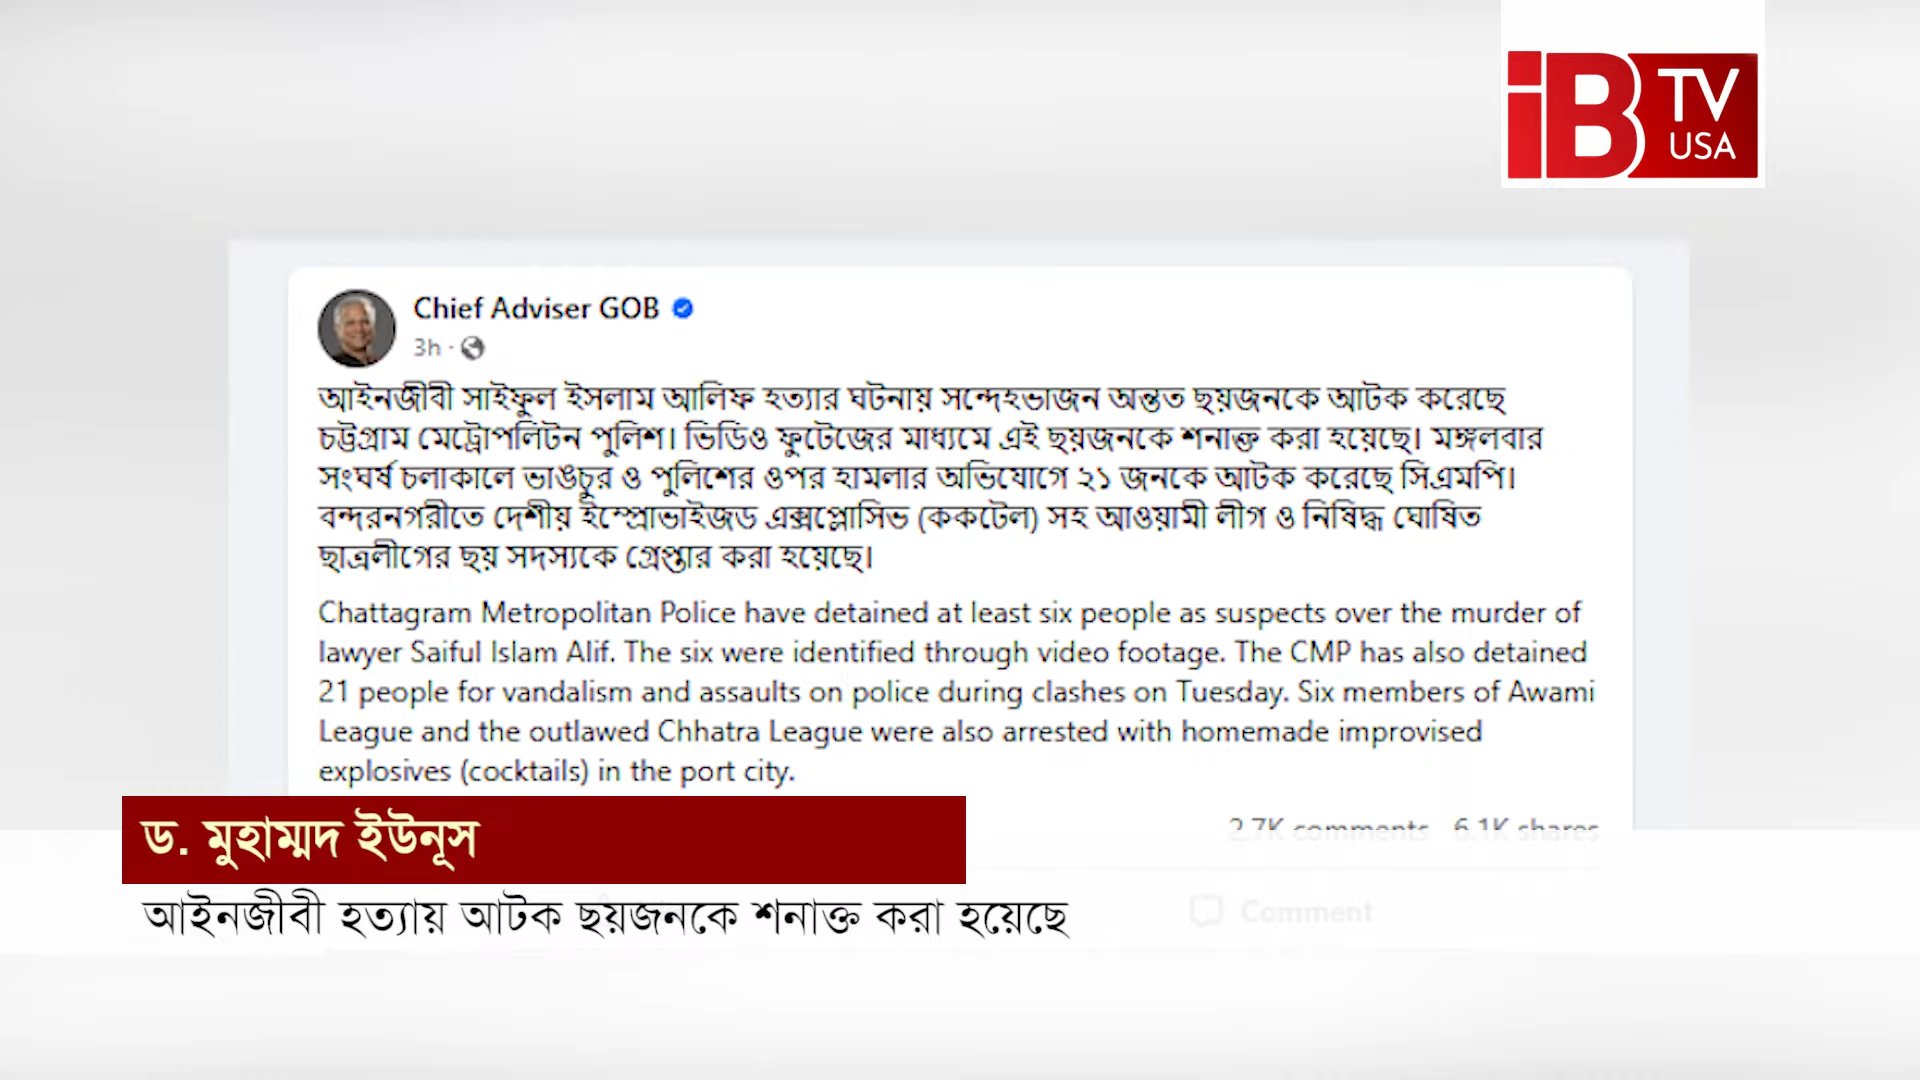 iB TV USA
Chief Adviser GOB
3h ·
আইনজীবী সাইফুল ইসলাম আলিফ হত্যার ঘটনায় সন্দেহভাজন অন্তত ছয়জনকে আটক করেছে
চট্টগ্রাম মেট্রোপলিটন পুলিশ। ভিডিও ফুটেজের মাধ্যমে এই ছয়জনকে শনাক্ত করা হয়েছে। মঙ্গলবার
সংঘর্ষ চলাকালে ভাঙচুর ও পুলিশের ওপর হামলার অভিযোগে ২১ জনকে আটক করেছে সিএমপি।
বন্দরনগরীতে দেশীয় ইম্প্রোভাইজড এক্সপ্লোসিভ (ককটেল) সহ আওয়ামী লীগ ও নিষিদ্ধ ঘোষিত
ছাত্রলীগের ছয় সদস্যকে গ্রেপ্তার করা হয়েছে।
Chattagram Metropolitan Police have detained at least six people as suspects over the murder of
lawyer Saiful Islam Alif. The six were identified through video footage. The CMP has also detained
21 people for vandalism and assaults on police during clashes on Tuesday. Six members of Awami
League and the outlawed Chhatra League were also arrested with homemade improvised
explosives (cocktails) in the port city.
2.7K comments 6.1K shares
ড. মুহাম্মদ ইউনূস
আইনজীবী হত্যায় আটক ছয়জনকে শনাক্ত করা হয়েছে
Comment